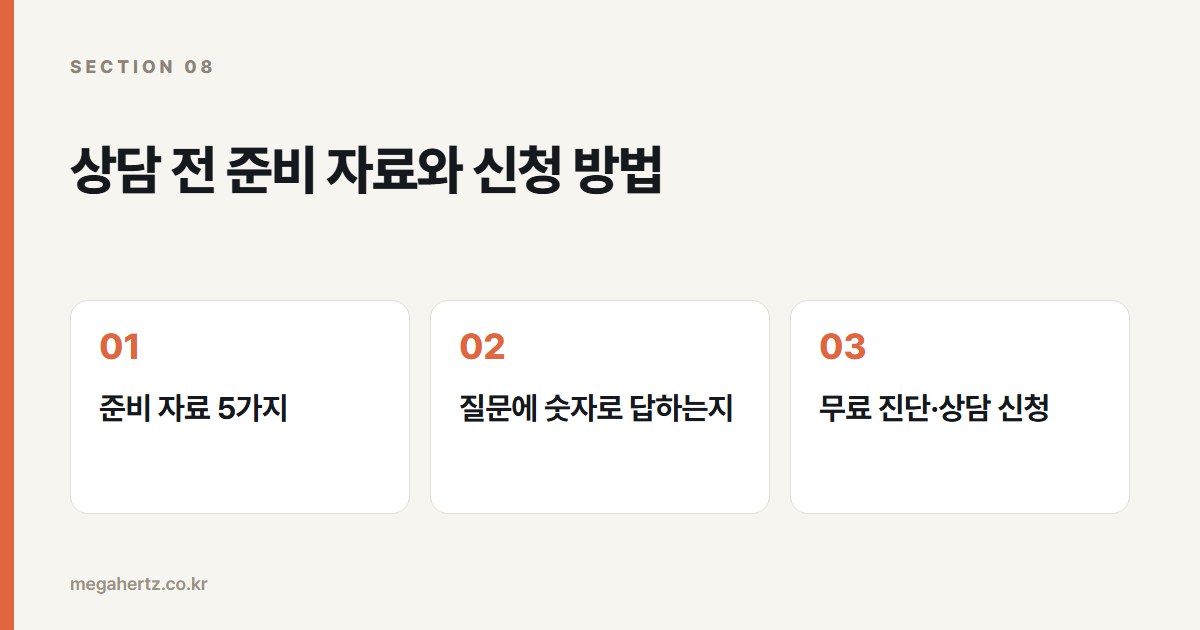 SECTION 08
상담 전 준비 자료와 신청 방법
01
준비 자료 5가지
02
질문에 숫자로 답하는지
03
무료 진단·상담 신청
megahertz.co.kr